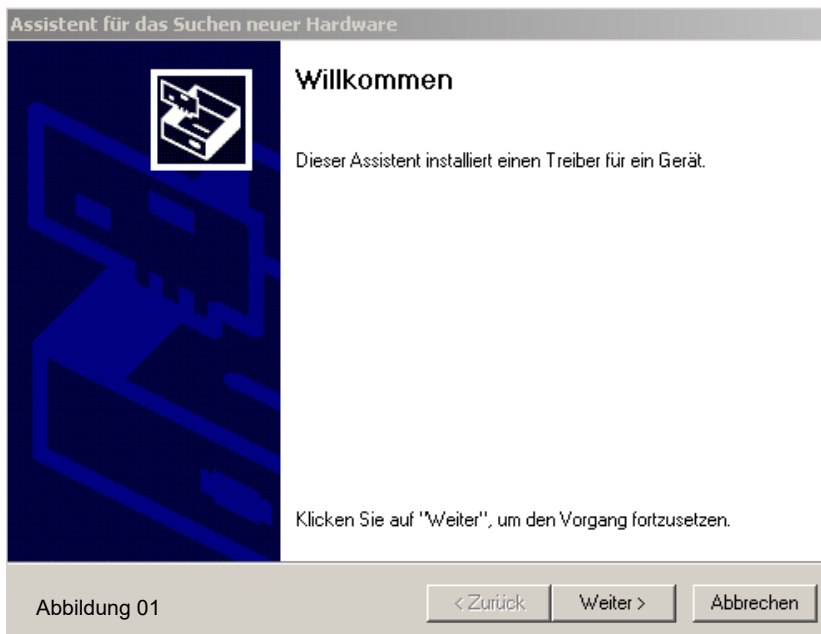 Assistent für das Suchen neuer Hardware
Willkommen
Dieser Assistent installiert einen Treiber für ein Gerät.
Klicken Sie auf "Weiter", um den Vorgang fortzusetzen.
Abbildung 01
< Zurück
Weiter >
Abbrechen